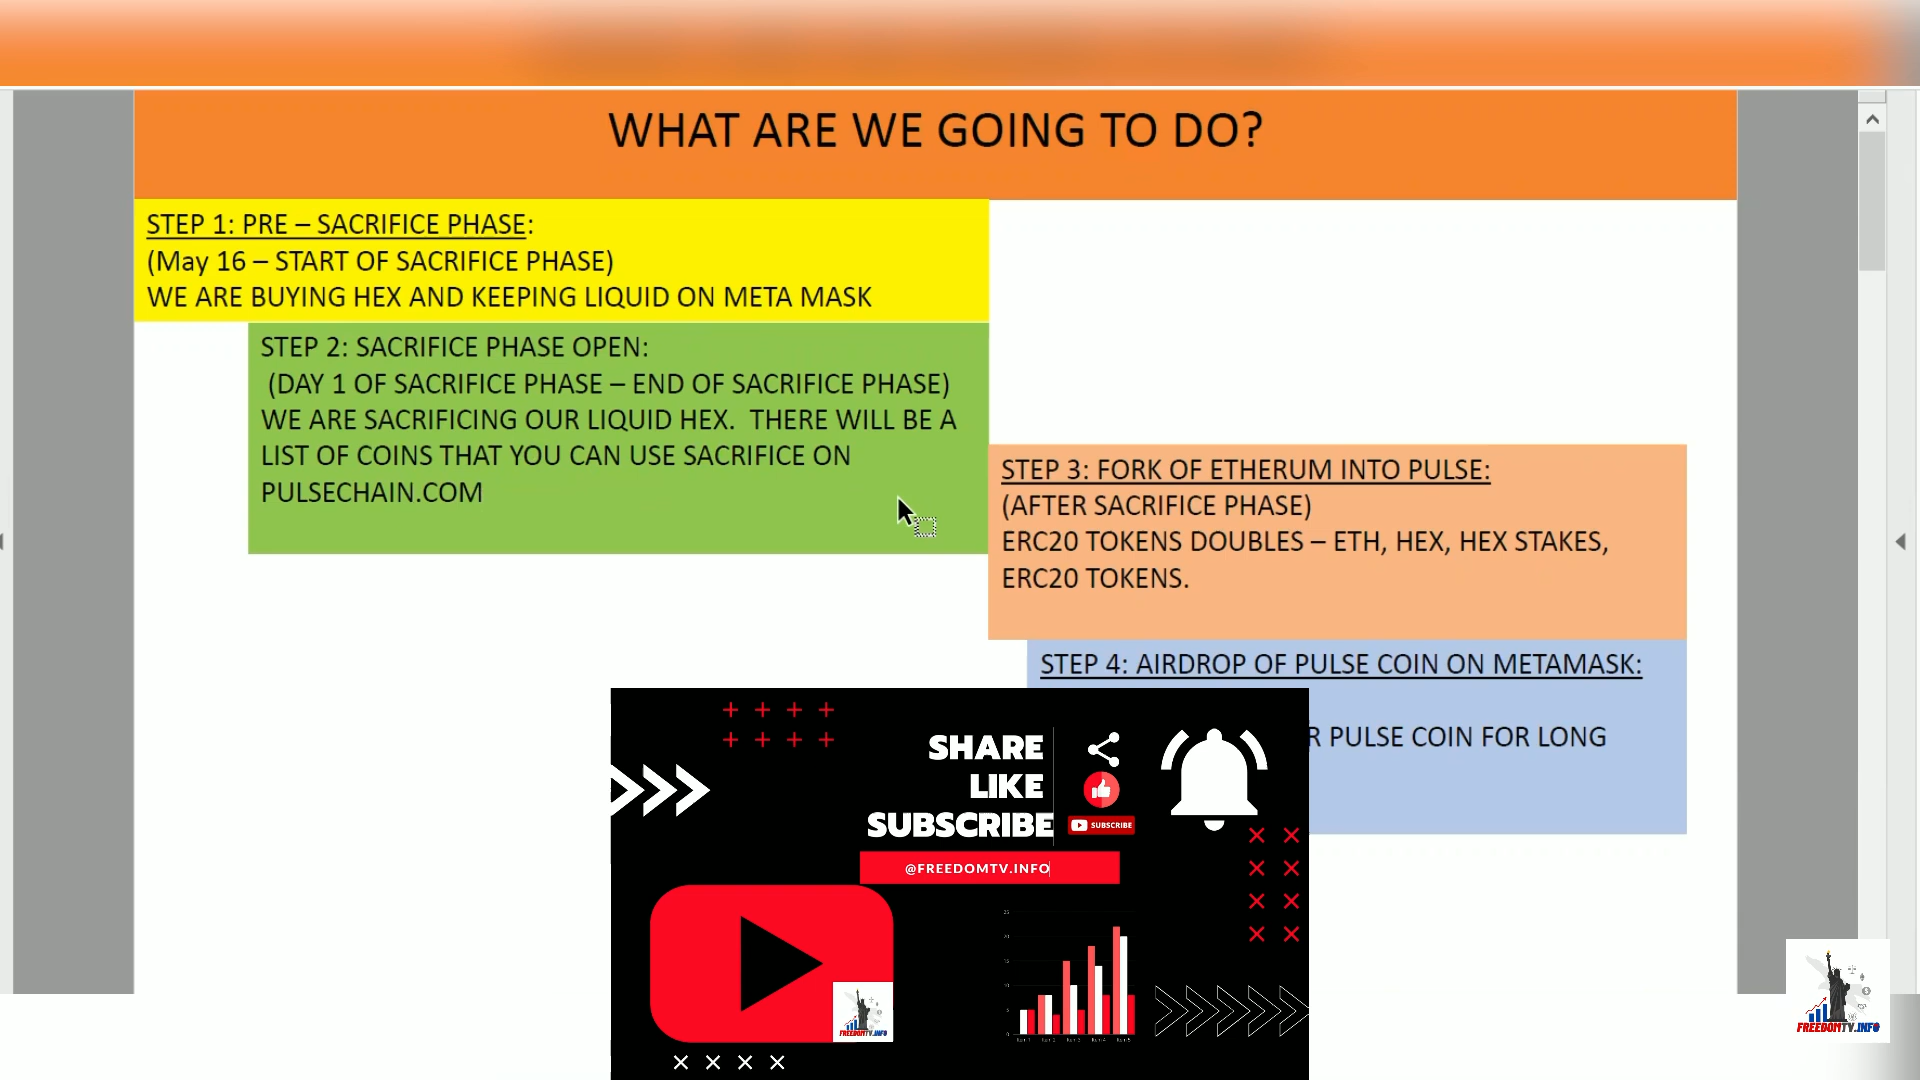 WHAT ARE WE GOING TO DO?
STEP 1: PRE – SACRIFICE PHASE:
(May 16 – START OF SACRIFICE PHASE)
WE ARE BUYING HEX AND KEEPING LIQUID ON META MASK
STEP 2: SACRIFICE PHASE OPEN:
(DAY 1 OF SACRIFICE PHASE – END OF SACRIFICE PHASE)
WE ARE SACRIFICING OUR LIQUID HEX. THERE WILL BE A
LIST OF COINS THAT YOU CAN USE SACRIFICE ON
PULSECHAIN.COM
STEP 3: FORK OF ETHERUM INTO PULSE:
(AFTER SACRIFICE PHASE)
ERC20 TOKENS DOUBLES – ETH, HEX, HEX STAKES,
ERC20 TOKENS.
STEP 4: AIRDROP OF PULSE COIN ON METAMASK:
R PULSE COIN FOR LONG
SHARE
LIKE
SUBSCRIBE
SUBSCRIBE
@FREEDOMTV.INFO
FREEDOMTV.INFO
FREEDOMTV.INFO